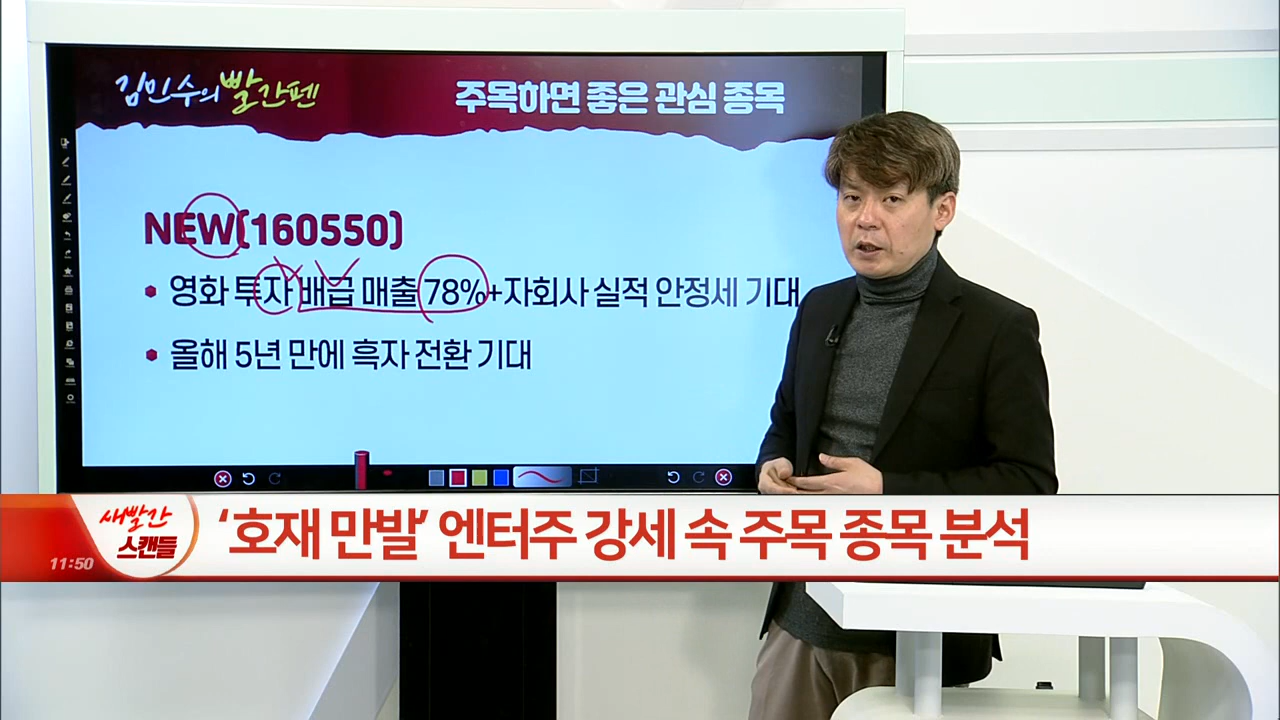 김민수의 빨간펜
주목하면 좋은 관심 종목
NEW(160550)
• 영화 투자 배급 매출 78%+자회사 실적 안정세 기대
• 올해 5년 만에 흑자 전환 기대
새빨간
스캔들
11:50
‘호재 만발’ 엔터주 강세 속 주목 종목 분석